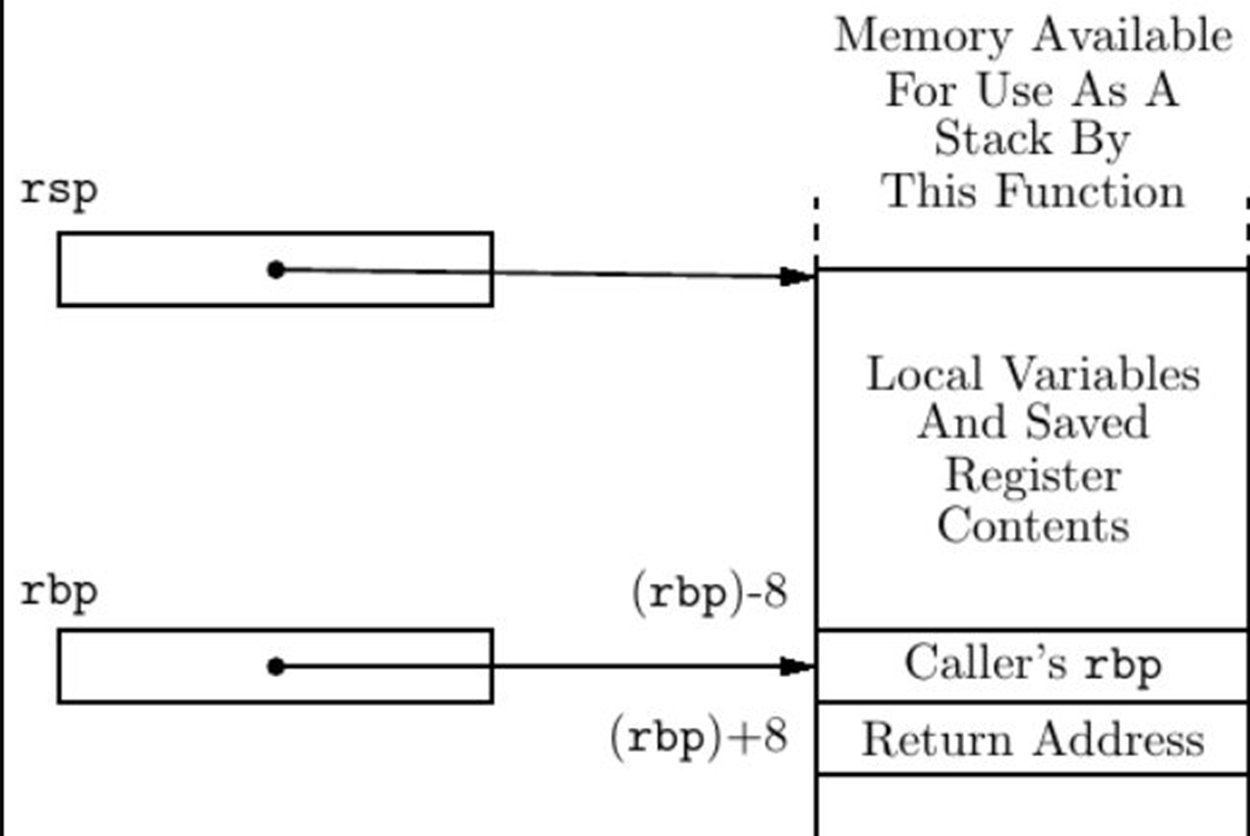 Memory Available
For Use As A
Stack By
This Function
rsp
Local Variables
And Saved
Register
Contents
rbp
(rbp)-8
Caller's rbp
(rbp)+8
Return Address